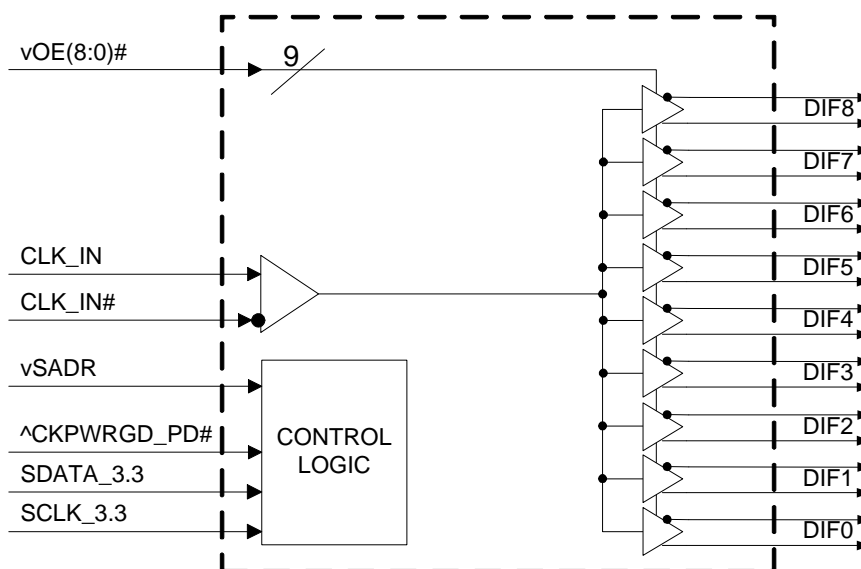 vOE(8:0)#
9
DIF8
DIF7
DIF6
CLK_IN
DIF5
CLK_IN#
DIF4
vSADR
DIF3
^CKPWRGD_PD#
CONTROL
LOGIC
DIF2
SDATA_3.3
DIF1
SCLK_3.3
DIF0